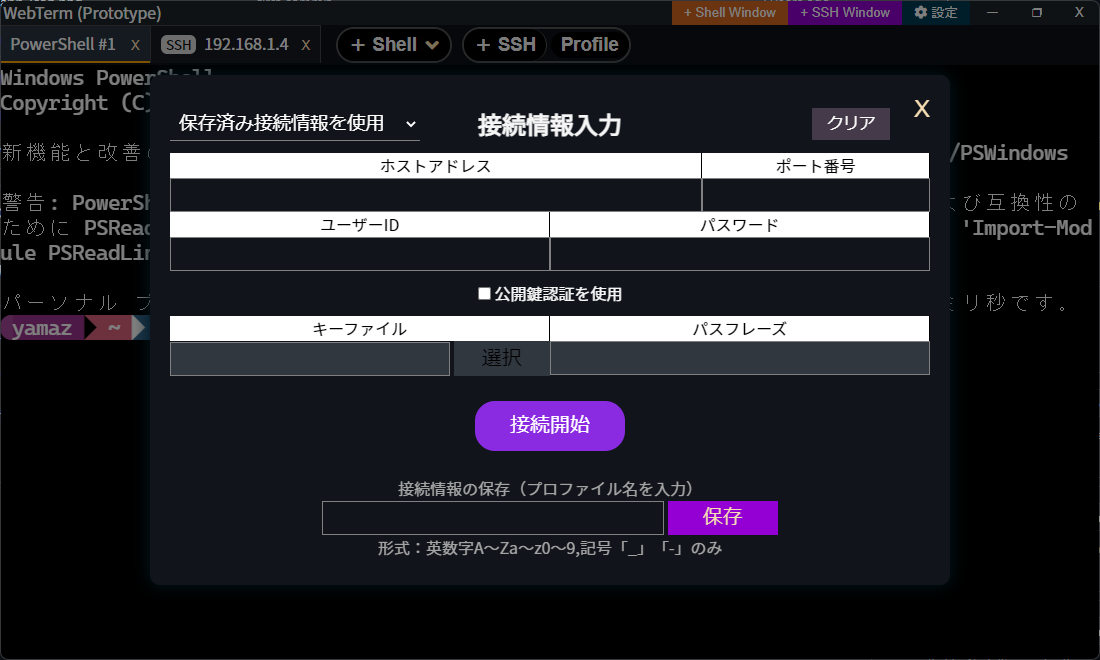 WebTerm (Prototype)
+ Shell Window
+ SSH Window
設定
X
PowerShell #1 x
SSH 192.168.1.4 x
+ Shell
+ SSH
Profile
Windows PowerShell
Copyright (C)
新機能と改善
/PSWindows
警告: PowerSh
び互換性の
ために PSRead
'Import-Mod
ule PSReadLin
パーソナル
リ秒です。
yamaz ~
保存済み接続情報を使用
接続情報入力
クリア
X
ホストアドレス ポート番号
ユーザーID パスワード
公開鍵認証を使用
キーファイル パスフレーズ
選択
接続開始
接続情報の保存（プロファイル名を入力）
保存
形式：英数字A～Za～z0～9,記号「_」「-」のみ